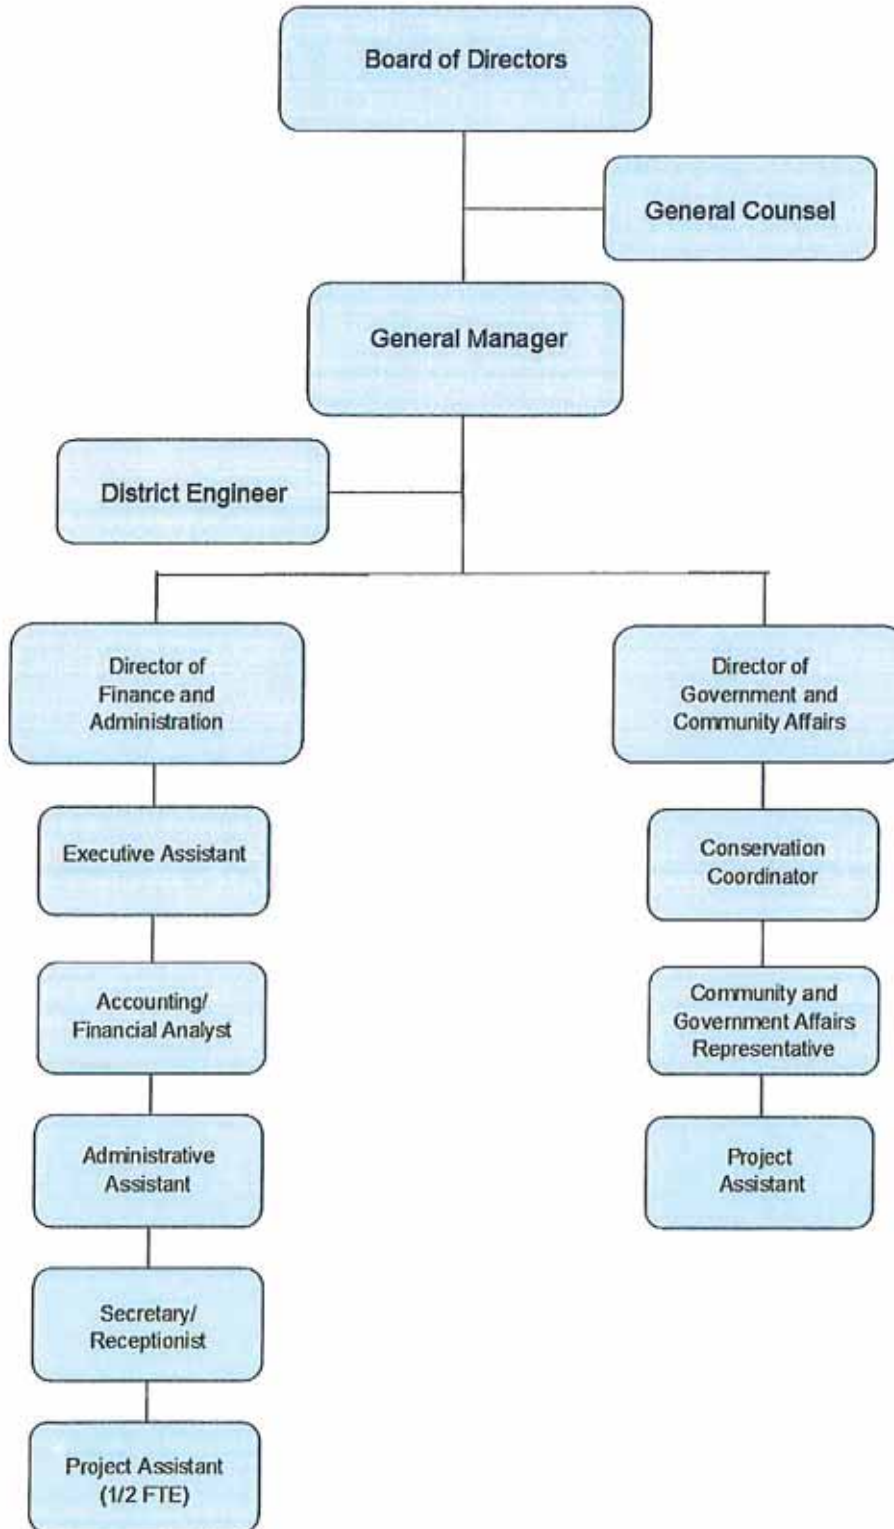 Board of Directors
General Counsel
General Manager
District Engineer
Director of
Finance and
Administration
Director of
Government and
Community Affairs
Executive Assistant
Conservation
Coordinator
Accounting/
Financial Analyst
Community and
Government Affairs
Representative
Administrative
Assistant
Project
Assistant
Secretary/
Receptionist
Project Assistant
(1/2 FTE)